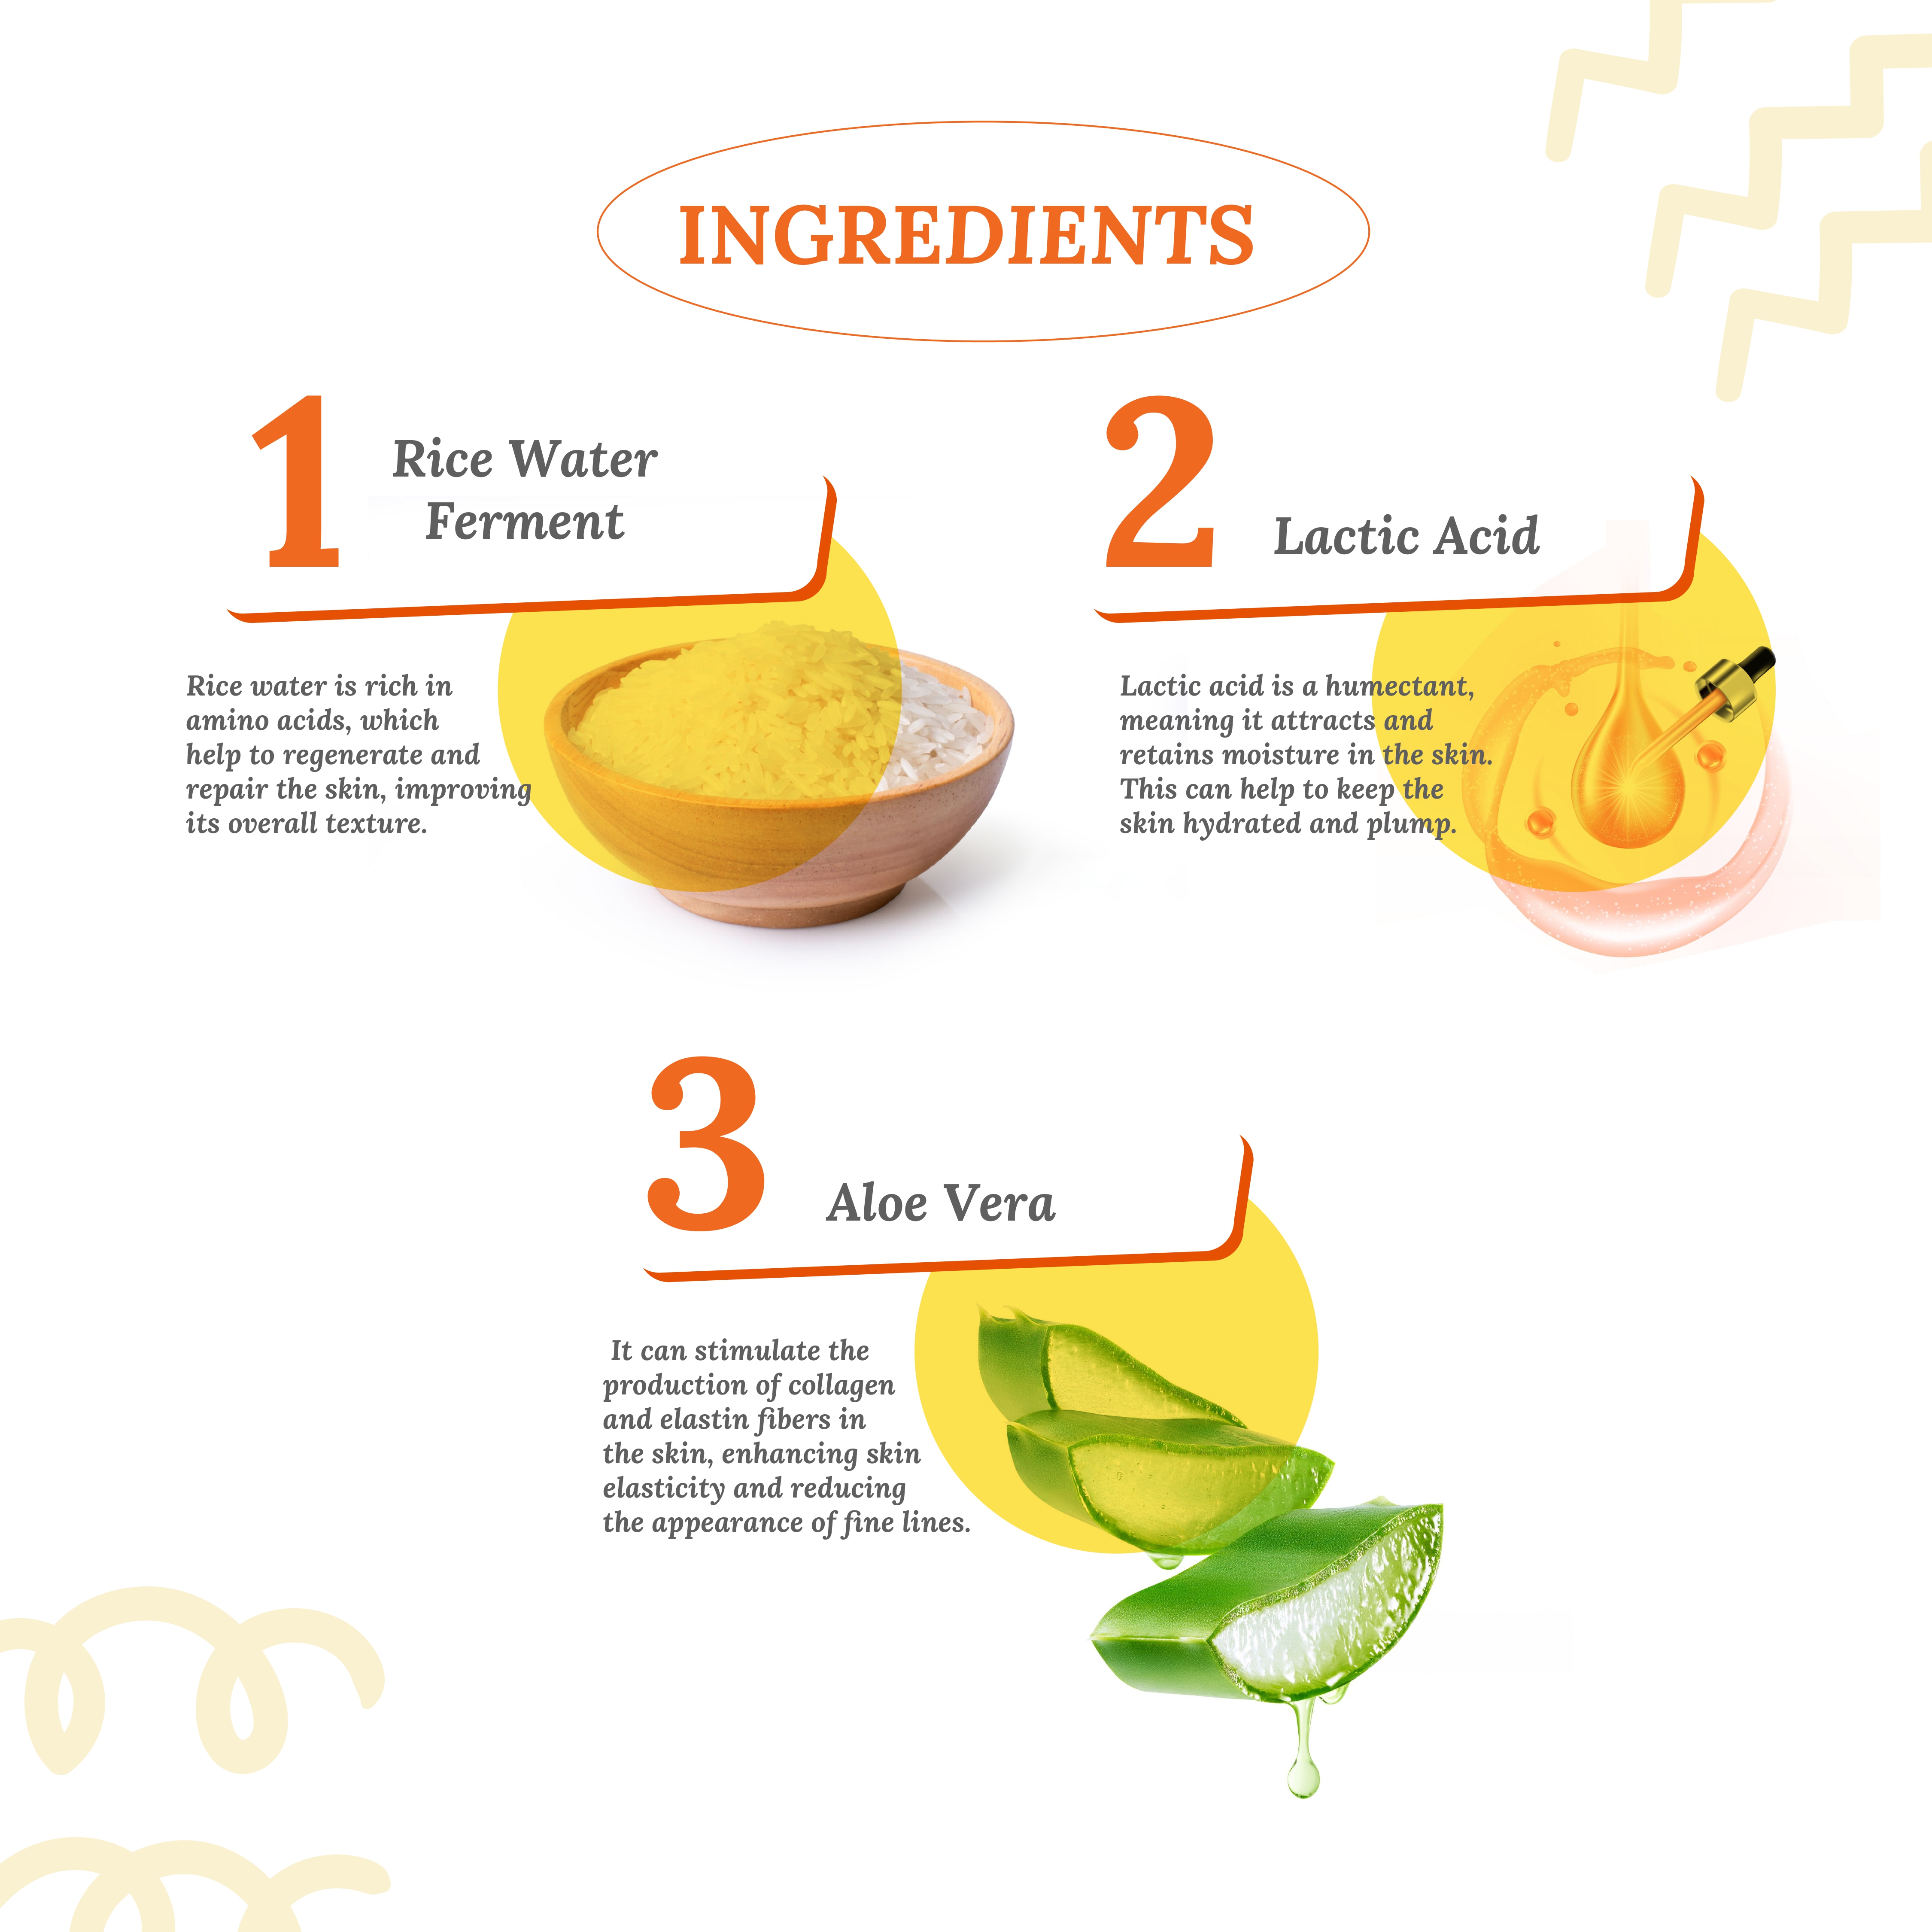 INGREDIENTS
1
Rice Water
Ferment
Rice water is rich in
amino acids, which
help to regenerate and
repair the skin, improving
its overall texture.
2
Lactic Acid
Lactic acid is a humectant,
meaning it attracts and
retains moisture in the skin.
This can help to keep the
skin hydrated and plump.
3
Aloe Vera
It can stimulate the
production of collagen
and elastin fibers in
the skin, enhancing skin
elasticity and reducing
the appearance of fine lines.